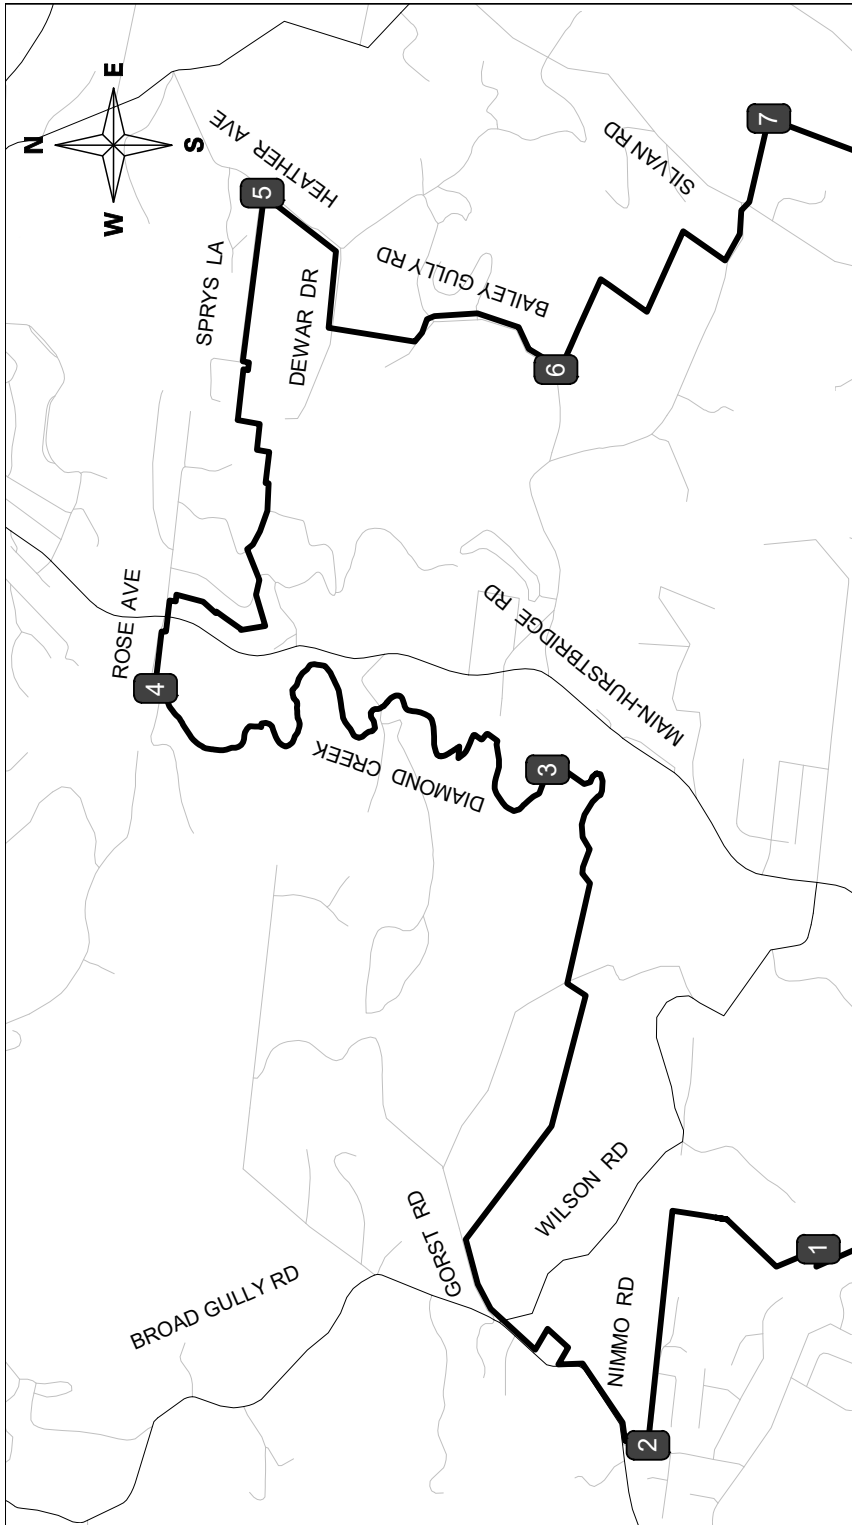 N
E
S
W
HEATHER AVE
SPRYS LA
5
DEWAR DR
BAILEY GULLY RD
SILVAN RD
7
6
ROSE AVE
4
DIAMOND CREEK
MAIN-HURSTBRIDGE RD
3
GORST RD
WILSON RD
BROAD GULLY RD
NIMMO RD
1
2